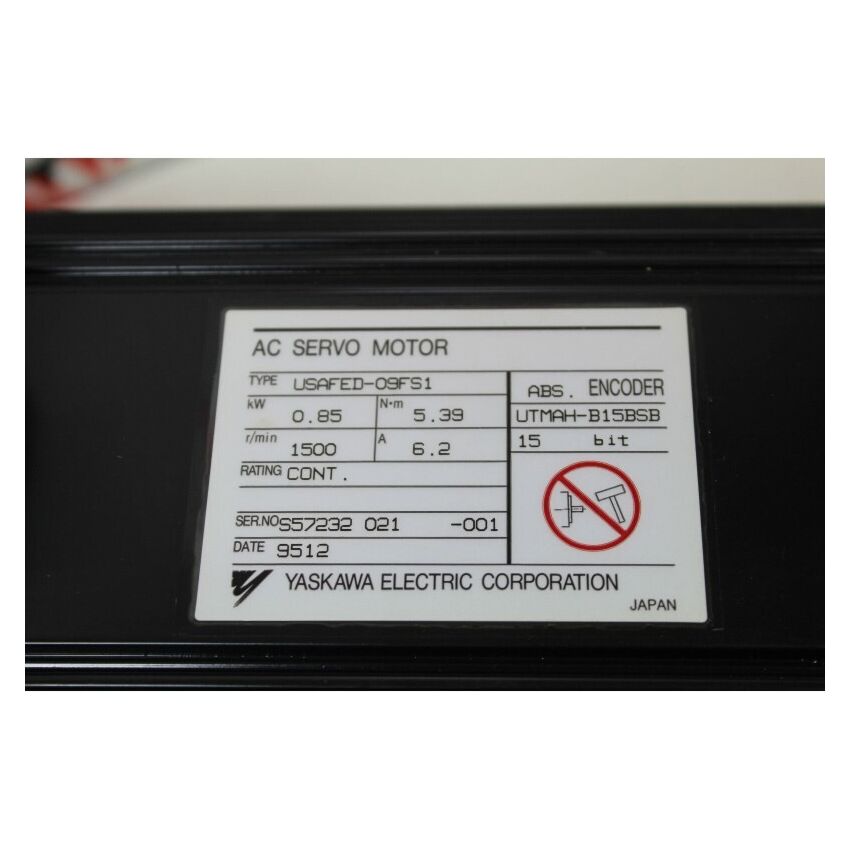 AC SERVO MOTOR
TYPE USAFED-09FS1
kW 0.85 N·m 5.39
r/min 1500 A 6.2
RATING CONT.
SER.NO S57232 021 -001
DATE 9512
ABS. ENCODER
UTMAH-B15BSB
15 bit
YASKAWA ELECTRIC CORPORATION
JAPAN